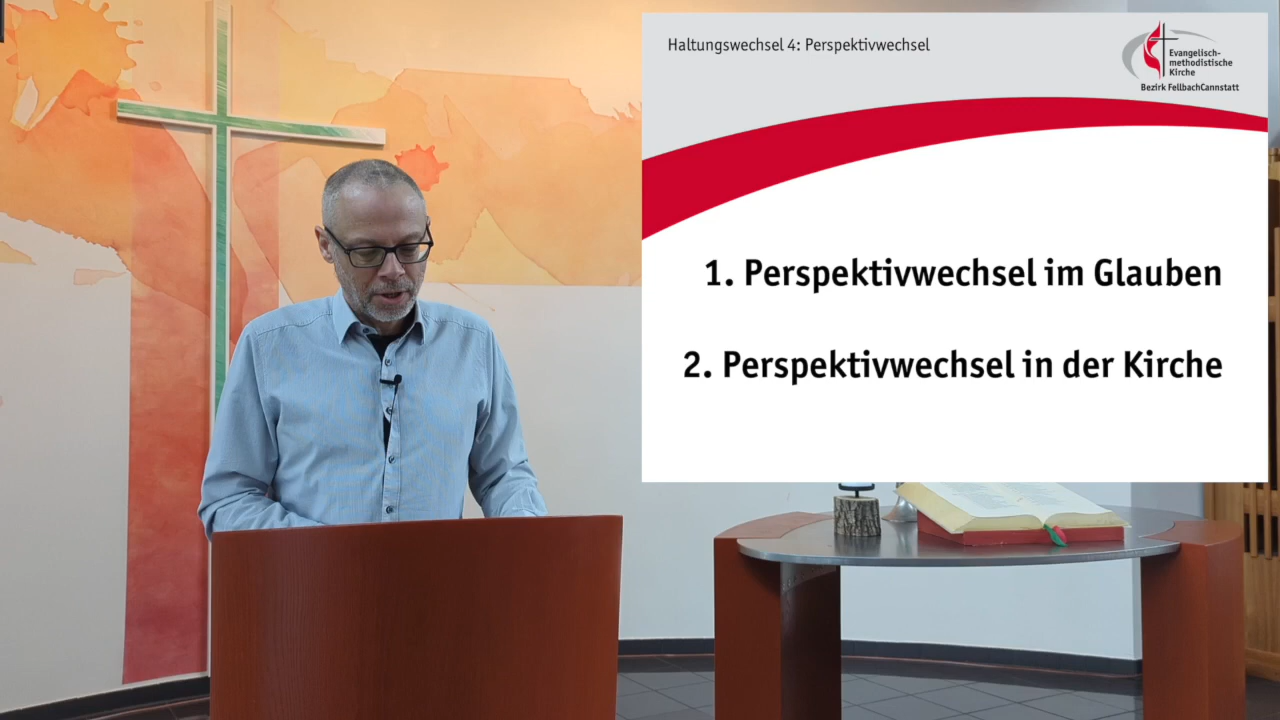 Haltungswechsel 4: Perspektivwechsel
Evangelisch-
methodistische
Kirche
Bezirk FellbachCannstatt
1. Perspektivwechsel im Glauben
2. Perspektivwechsel in der Kirche